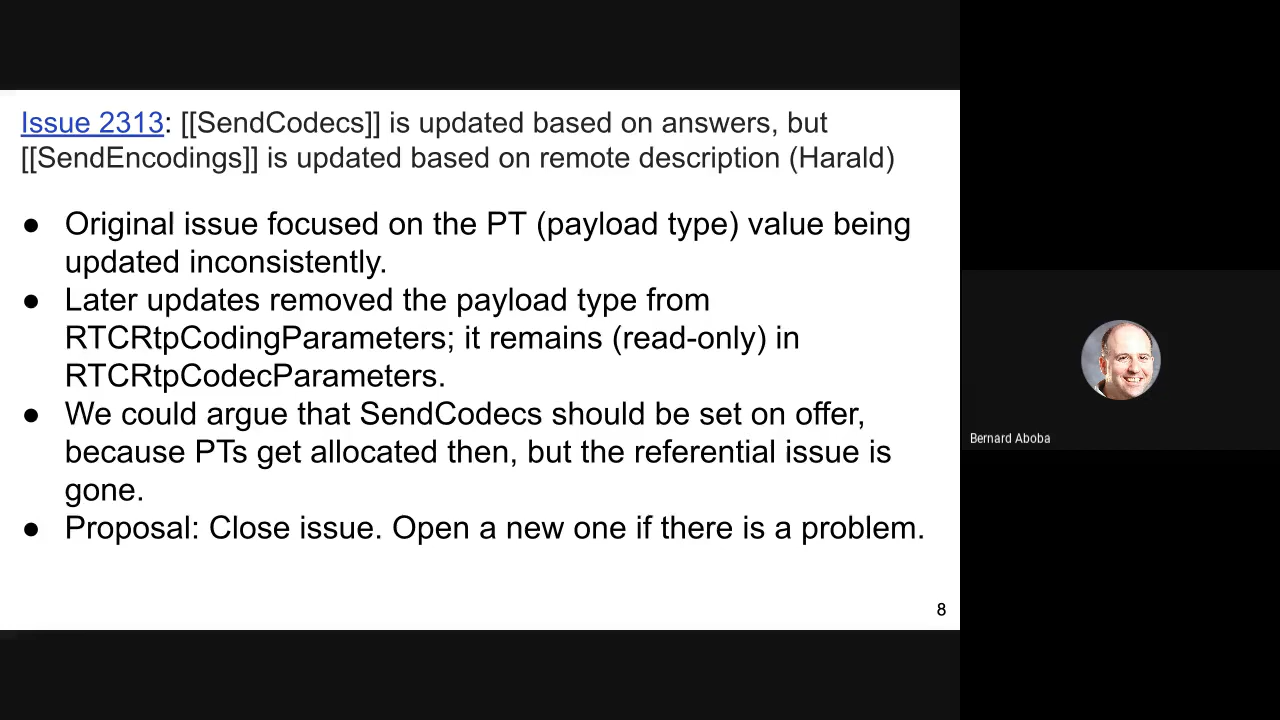 Issue 2313: [[SendCodecs]] is updated based on answers, but
[[SendEncodings]] is updated based on remote description (Harald)
● Original issue focused on the PT (payload type) value being
updated inconsistently.
● Later updates removed the payload type from
RTCRtpCodingParameters; it remains (read-only) in
RTCRtpCodecParameters.
● We could argue that SendCodecs should be set on offer,
because PTs get allocated then, but the referential issue is
gone.
● Proposal: Close issue. Open a new one if there is a problem.
8
Bernard Aboba